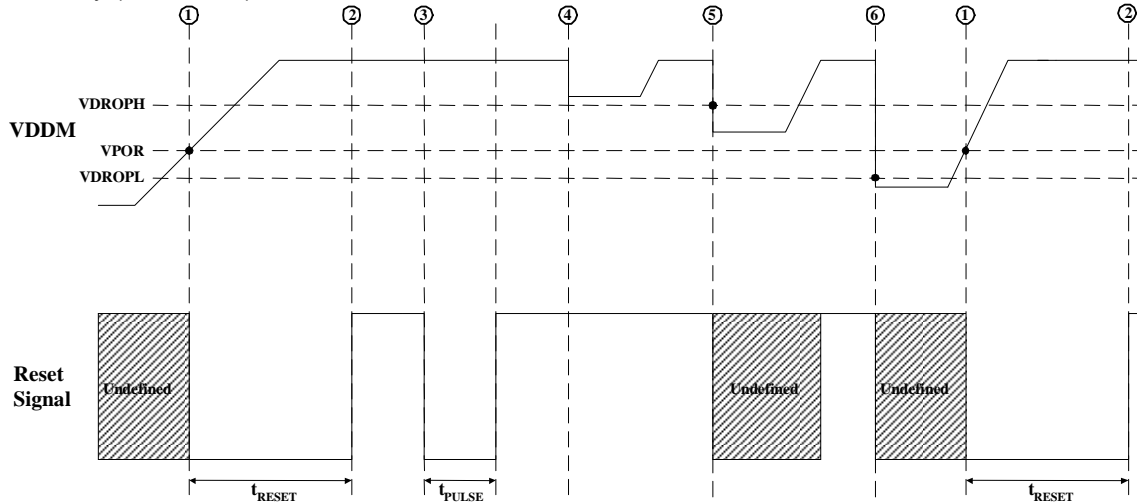 1 2 3 4 5 6 1 2
VDROPH
VDDM
VPOR
VDROPL
Reset
Signal
Undefined Undefined Undefined
tRESET tPULSE tRESET